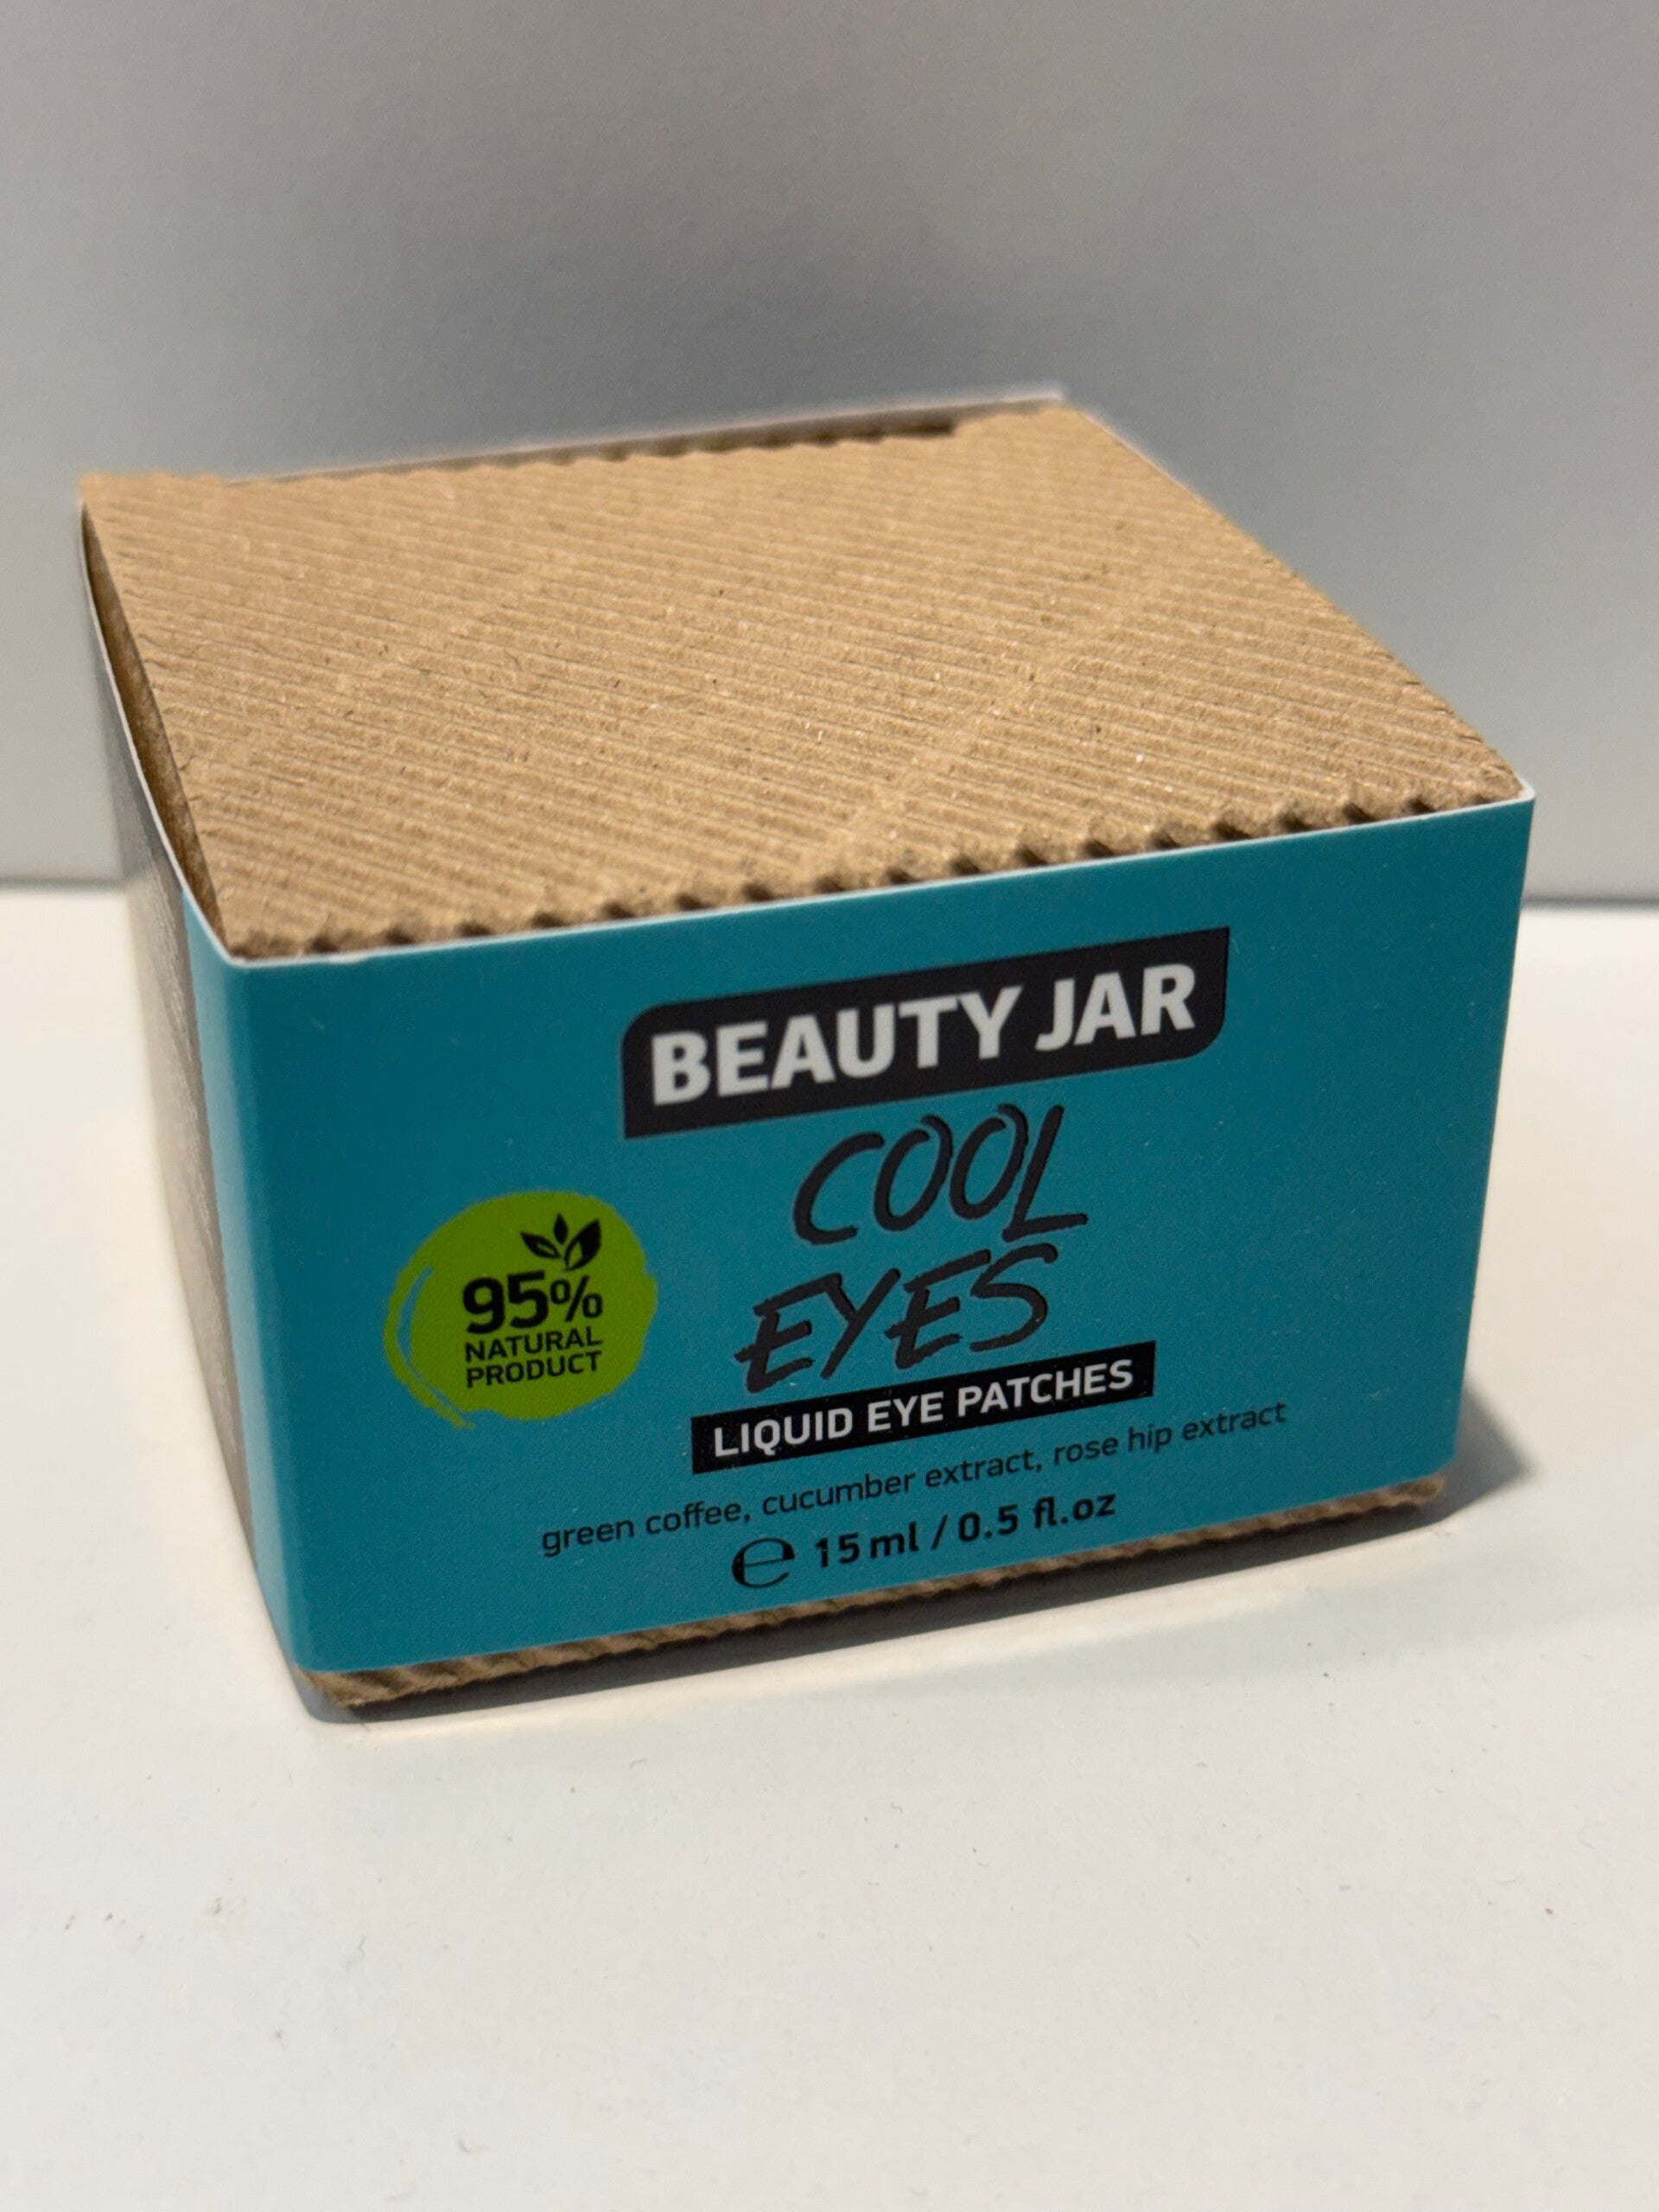 BEAUTY JAR
COOL
EYES
LIQUID EYE PATCHES
green coffee, cucumber extract, rose hip extract
℮ 15 ml / 0.5 fl.oz
95%
NATURAL
PRODUCT